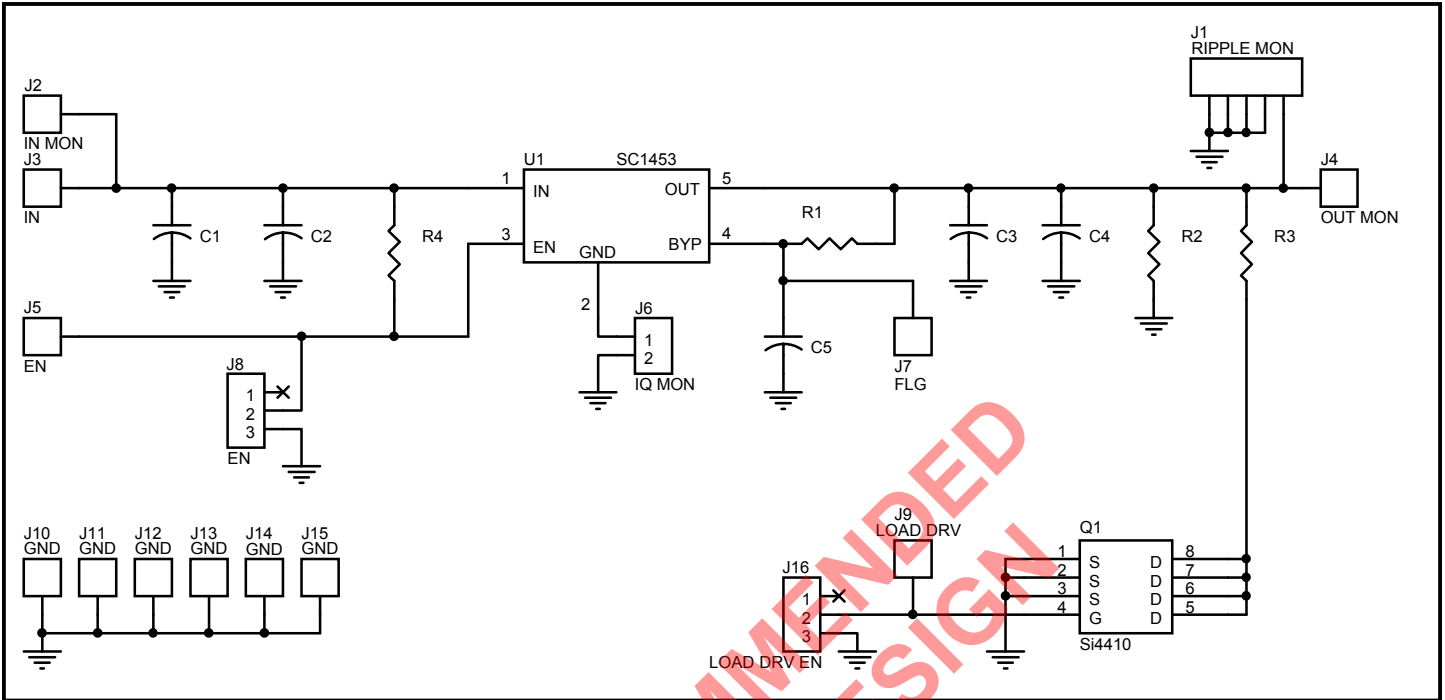 J1
RIPPLE MON
J2
IN MON
J3
IN
C1
C2
R4
U1 SC1453
1 IN OUT 5
3 EN GND BYP 4
2
R1
C3
C4
R2
R3
J4
OUT MON
J5
EN
J6
1
2
IQ MON
C5
J7
FLG
J8
1
2
3
EN
J10
GND
J11
GND
J12
GND
J13
GND
J14
GND
J15
GND
J9
LOAD DRV
J16
1
2
3
LOAD DRV EN
Q1
1 S D 8
2 S D 7
3 S D 6
4 G D 5
Si4410
DESIGN